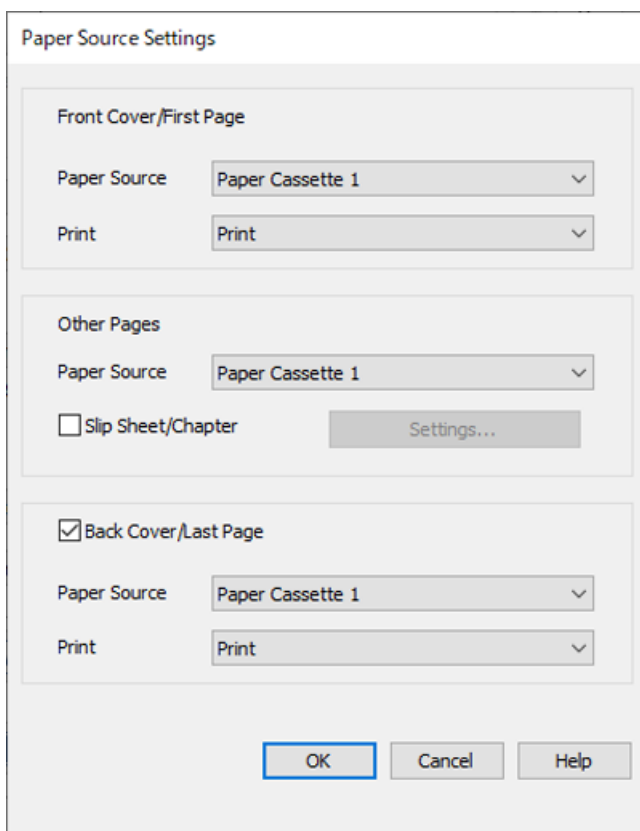 Paper Source Settings
Front Cover/First Page
Paper Source Paper Cassette 1
Print Print
Other Pages
Paper Source Paper Cassette 1
Slip Sheet/Chapter Settings...
Back Cover/Last Page
Paper Source Paper Cassette 1
Print Print
OK Cancel Help